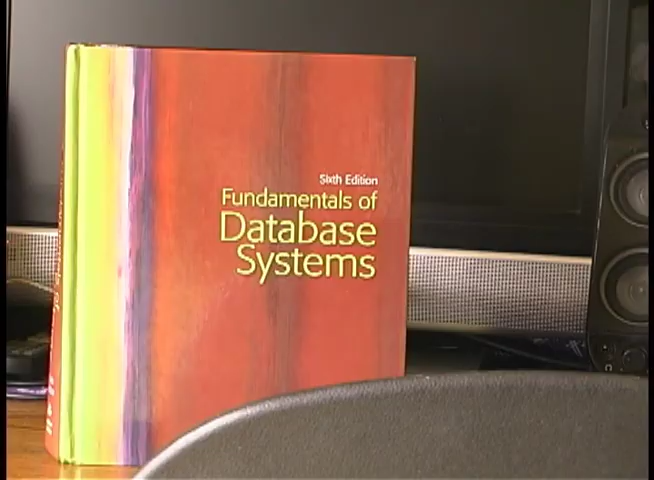 Sixth Edition
Fundamentals of
Database
Systems